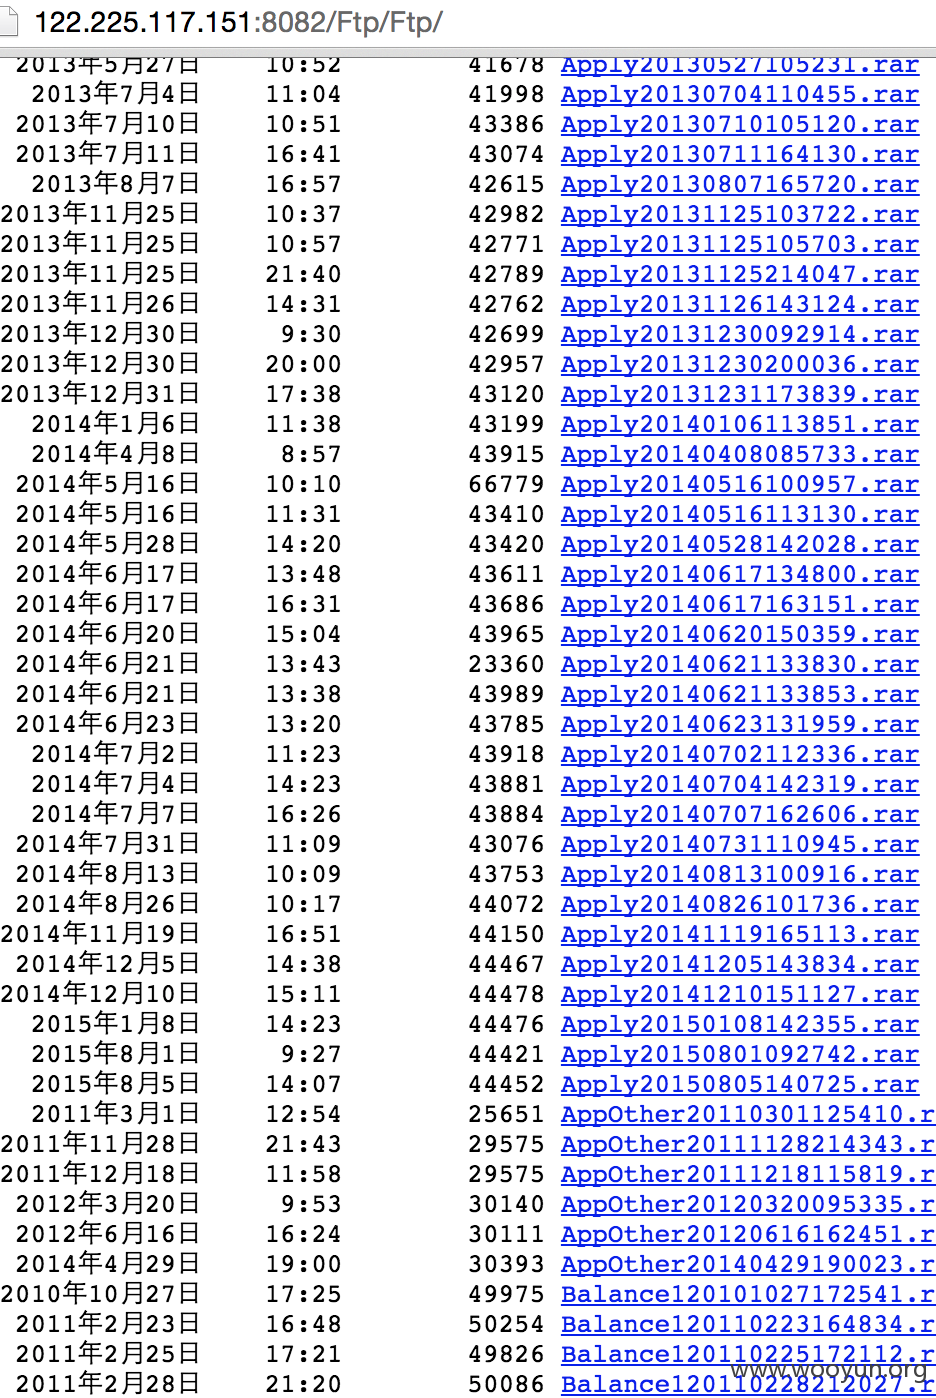 122.225.117.151:8082/Ftp/Ftp/
2013年5月27日 10:52 41678 Apply20130527105231.rar
2013年7月4日 11:04 41998 Apply20130704110455.rar
2013年7月10日 10:51 43386 Apply20130710105120.rar
2013年7月11日 16:41 43074 Apply20130711164130.rar
2013年8月7日 16:57 42615 Apply20130807165720.rar
2013年11月25日 10:37 42982 Apply20131125103722.rar
2013年11月25日 10:57 42771 Apply20131125105703.rar
2013年11月25日 21:40 42789 Apply20131125214047.rar
2013年11月26日 14:31 42762 Apply20131126143124.rar
2013年12月30日 9:30 42699 Apply20131230092914.rar
2013年12月30日 20:00 42957 Apply20131230200036.rar
2013年12月31日 17:38 43120 Apply20131231173839.rar
2014年1月6日 11:38 43199 Apply20140106113851.rar
2014年4月8日 8:57 43915 Apply20140408085733.rar
2014年5月16日 10:10 66779 Apply20140516100957.rar
2014年5月16日 11:31 43410 Apply20140516113130.rar
2014年5月28日 14:20 43420 Apply20140528142028.rar
2014年6月17日 13:48 43611 Apply20140617134800.rar
2014年6月17日 16:31 43686 Apply20140617163151.rar
2014年6月20日 15:04 43965 Apply20140620150359.rar
2014年6月21日 13:43 23360 Apply20140621133830.rar
2014年6月21日 13:38 43989 Apply20140621133853.rar
2014年6月23日 13:20 43785 Apply20140623131959.rar
2014年7月2日 11:23 43918 Apply20140702112336.rar
2014年7月4日 14:23 43881 Apply20140704142319.rar
2014年7月7日 16:26 43884 Apply20140707162606.rar
2014年7月31日 11:09 43076 Apply20140731110945.rar
2014年8月13日 10:09 43753 Apply20140813100916.rar
2014年8月26日 10:17 44072 Apply20140826101736.rar
2014年11月19日 16:51 44150 Apply20141119165113.rar
2014年12月5日 14:38 44467 Apply20141205143834.rar
2014年12月10日 15:11 44478 Apply20141210151127.rar
2015年1月8日 14:23 44476 Apply20150108142355.rar
2015年8月1日 9:27 44421 Apply20150801092742.rar
2015年8月5日 14:07 44452 Apply20150805140725.rar
2011年3月1日 12:54 25651 AppOther20110301125410.r
2011年11月28日 21:43 29575 AppOther20111128214343.r
2011年12月18日 11:58 29575 AppOther20111218115819.r
2012年3月20日 9:53 30140 AppOther20120320095335.r
2012年6月16日 16:24 30111 AppOther20120616162451.r
2014年4月29日 19:00 30393 AppOther20140429190023.r
2010年10月27日 17:25 49975 Balance120101027172541.r
2011年2月23日 16:48 50254 Balance120110223164834.r
2011年2月25日 17:21 49826 Balance120110225172112.r
2011年2月28日 21:20 50086 Balance120110228212027.r
www.wooyun.org